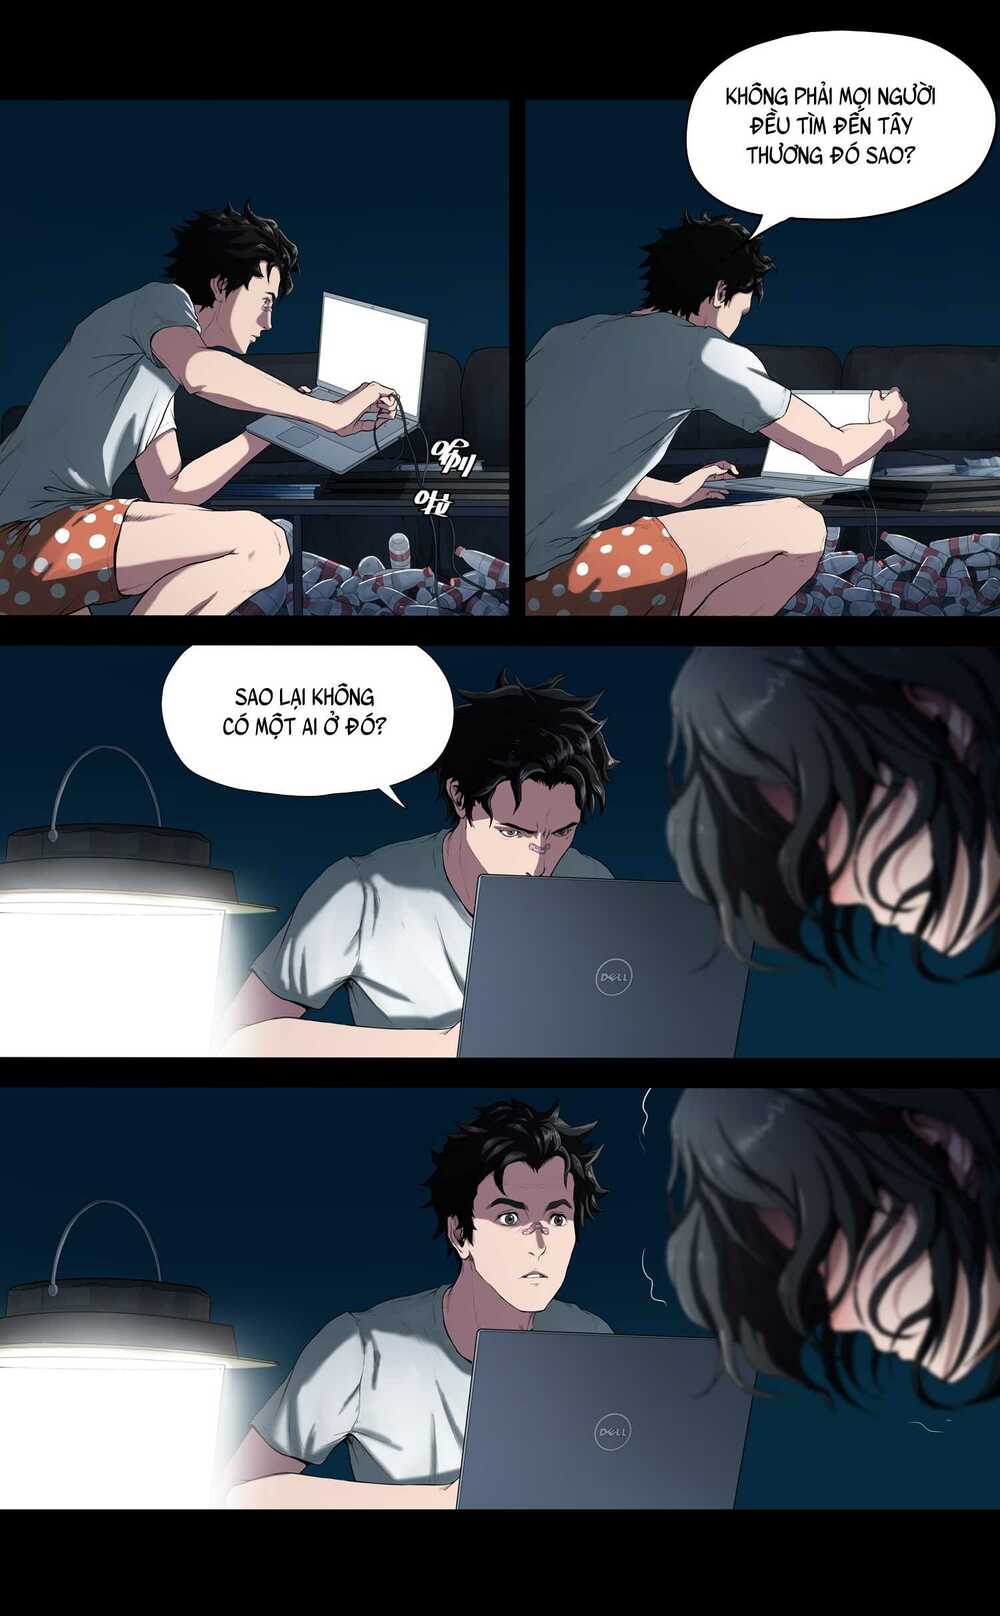 KHÔNG PHẢI MỌI NGƯỜI
ĐỀU TÌM ĐẾN TÂY
THƯƠNG ĐÓ SAO?
SAO LẠI KHÔNG
CÓ MỘT AI Ở ĐÓ?
DELL
DELL